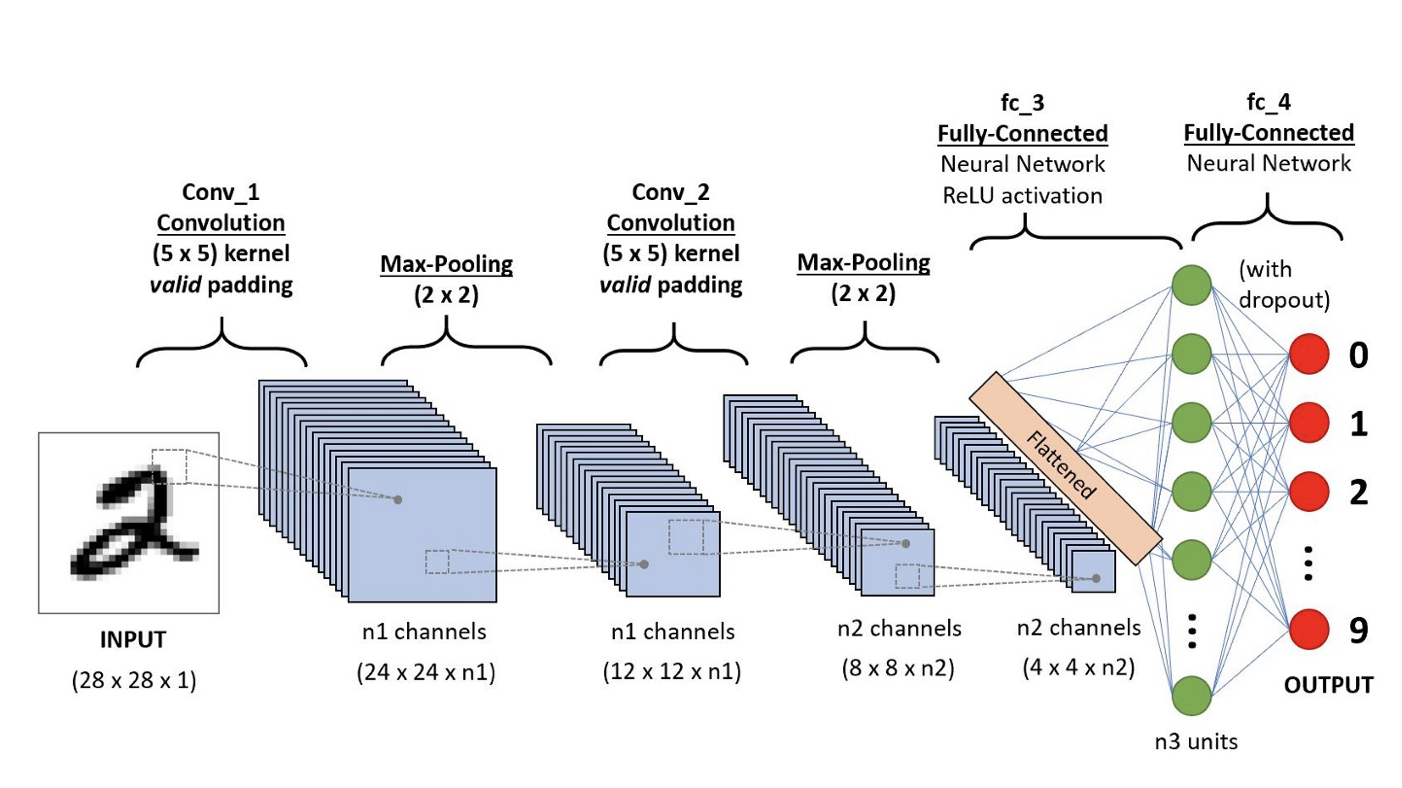 Conv_1
Convolution
(5 x 5) kernel
valid padding
Max-Pooling
(2 x 2)
Conv_2
Convolution
(5 x 5) kernel
valid padding
Max-Pooling
(2 x 2)
fc_3
Fully-Connected
Neural Network
ReLU activation
fc_4
Fully-Connected
Neural Network
(with
dropout)
Flattened
0
1
2
9
OUTPUT
INPUT
(28 x 28 x 1)
n1 channels
(24 x 24 x n1)
n1 channels
(12 x 12 x n1)
n2 channels
(8 x 8 x n2)
n2 channels
(4 x 4 x n2)
n3 units
2